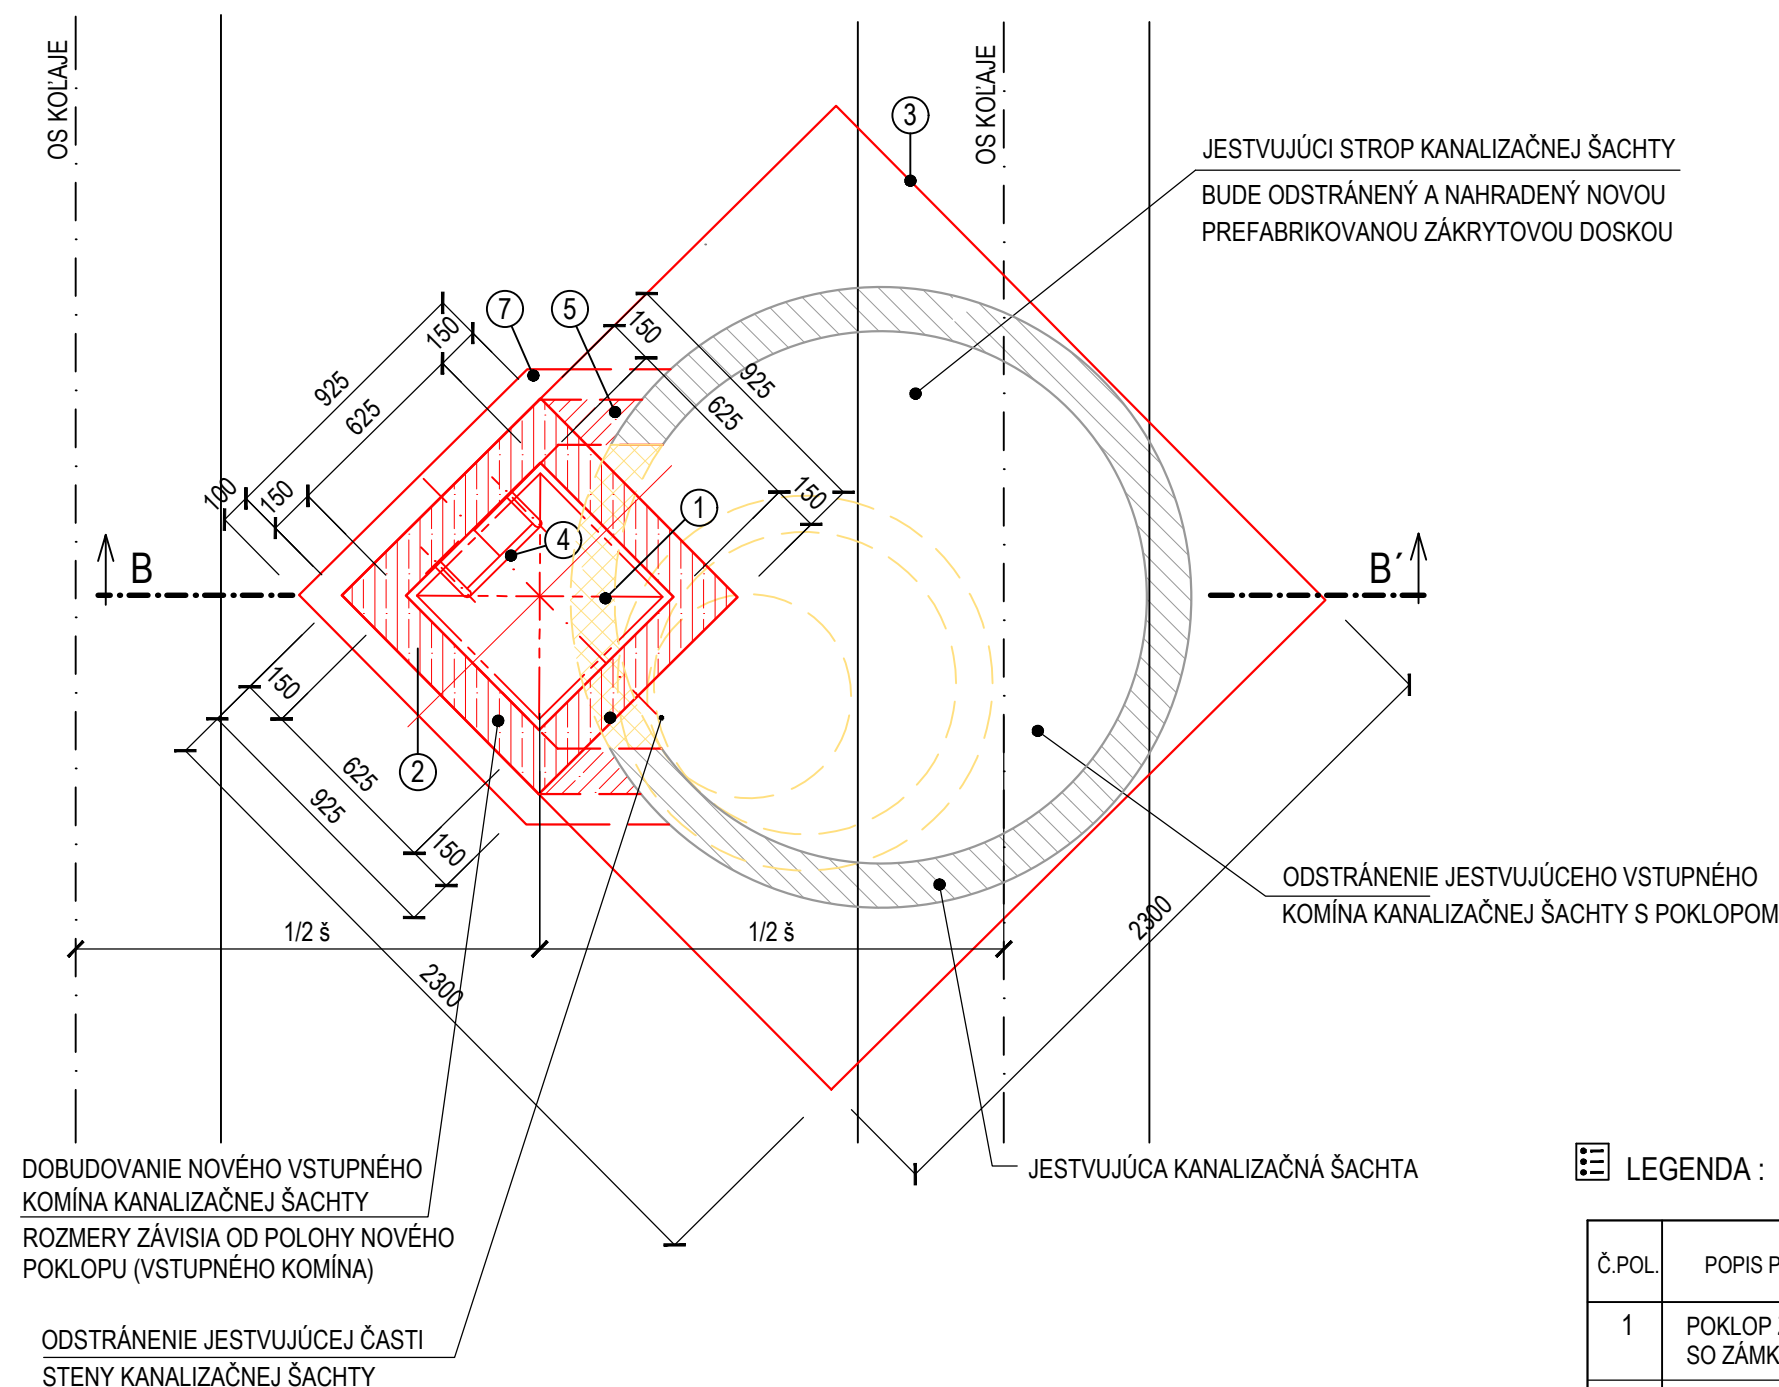 OS KOĽAJE
OS KOĽAJE
3
JESTVUJÚCI STROP KANALIZAČNEJ ŠACHTY
BUDE ODSTRÁNENÝ A NAHRADENÝ NOVOU
PREFABRIKOVANOU ZÁKRYTOVOU DOSKOU
7
5
150
150
925
925
625
625
100
150
150
1
4
B
B´
150
2
625
925
150
ODSTRÁNENIE JESTVUJÚCEHO VSTUPNÉHO
KOMÍNA KANALIZAČNEJ ŠACHTY S POKLOPOM
2300
1/2 š
1/2 š
2300
DOBUDOVANIE NOVÉHO VSTUPNÉHO
KOMÍNA KANALIZAČNEJ ŠACHTY
ROZMERY ZÁVISIA OD POLOHY NOVÉHO
POKLOPU (VSTUPNÉHO KOMÍNA)
JESTVUJÚCA KANALIZAČNÁ ŠACHTA
ODSTRÁNENIE JESTVUJÚCEJ ČASTI
STENY KANALIZAČNEJ ŠACHTY
LEGENDA :
Č.POL.
POPIS
1
POKLOP
SO